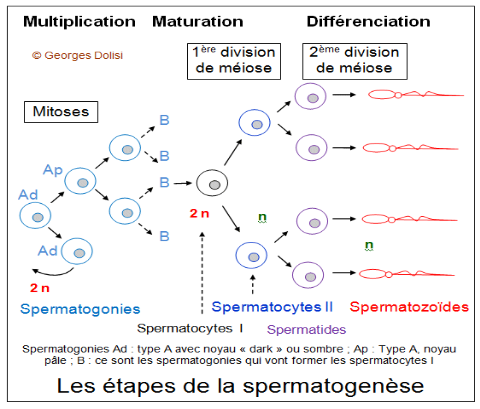 Multiplication Maturation Différenciation
© Georges Dolisi
1ère division de méiose
2ème division de méiose
Mitoses
B
B
Ap
B
Ad
2 n
n
B
Ad
n
2 n
Spermatogonies Spermatocytes II Spermatozoïdes
Spermatocytes I Spermatides
Spermatogonies Ad : type A avec noyau « dark » ou sombre ; Ap : Type A, noyau
pâle ; B : ce sont les spermatogonies qui vont former les spermatocytes I
Les étapes de la spermatogenèse